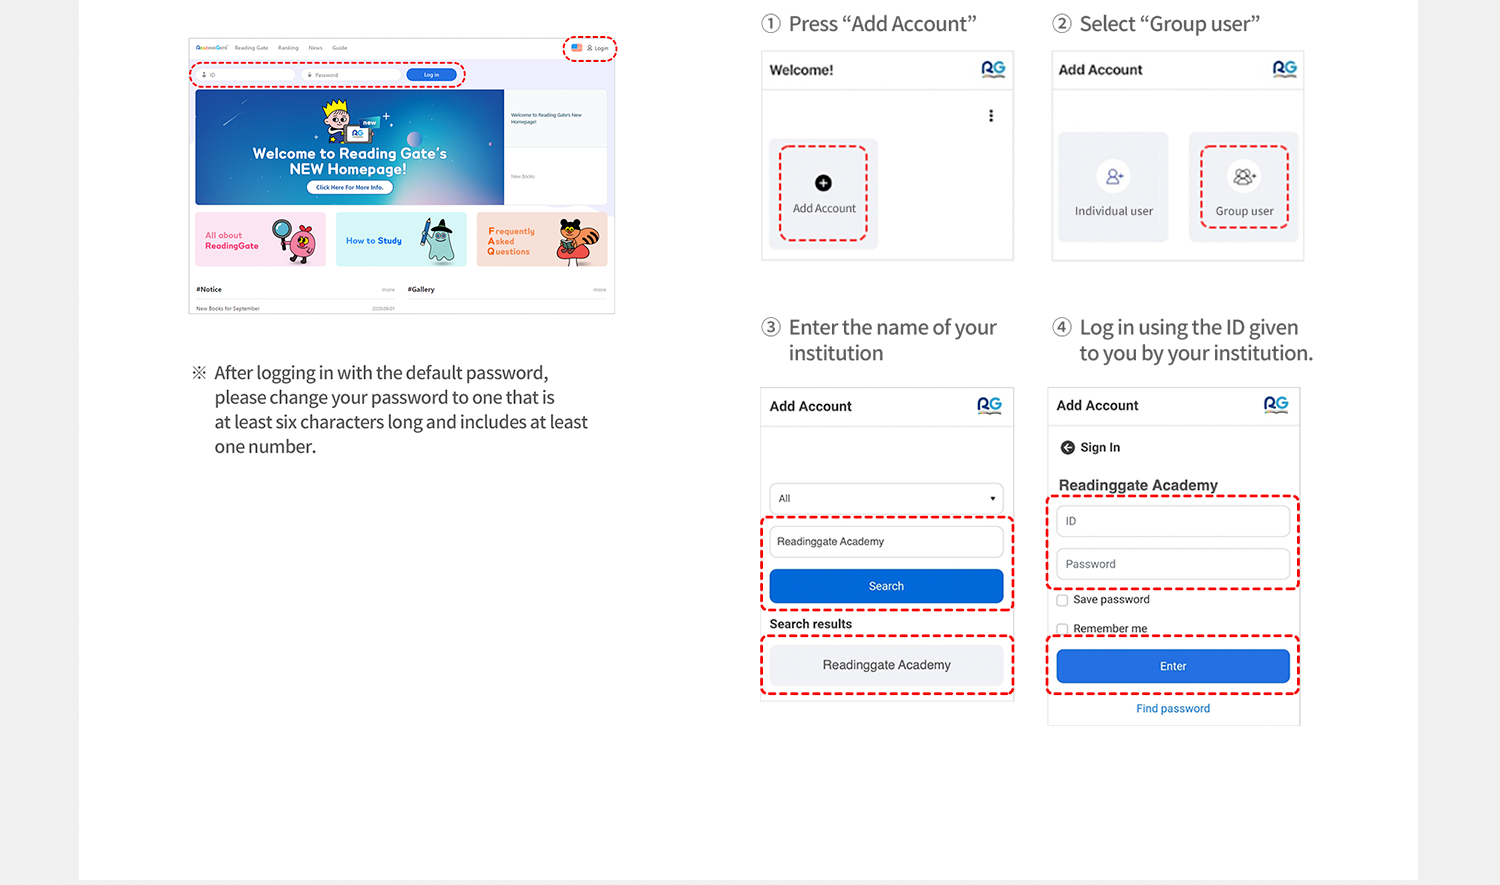 ReadingGate
Reading Gate
Ranking
News
Guide
Login
ID
Password
Log in
new
RG
Welcome to Reading Gate's
NEW Homepage!
Click Here For More Info.
Welcome to Reading Gate's New
Homepage!
New Books
All about
ReadingGate
How to Study
Frequently
Asked
Questions
#Notice
more
#Gallery
more
New Books for September
2020.09.01
※ After logging in with the default password,
please change your password to one that is
at least six characters long and includes at least
one number.
① Press “Add Account”
Welcome!
RG
Add Account
② Select “Group user”
Add Account
RG
Individual user
Group user
③ Enter the name of your
institution
Add Account
RG
All
Readinggate Academy
Search
Search results
Readinggate Academy
④ Log in using the ID given
to you by your institution.
Add Account
RG
Sign In
Readinggate Academy
ID
Password
Save password
Remember me
Enter
Find password